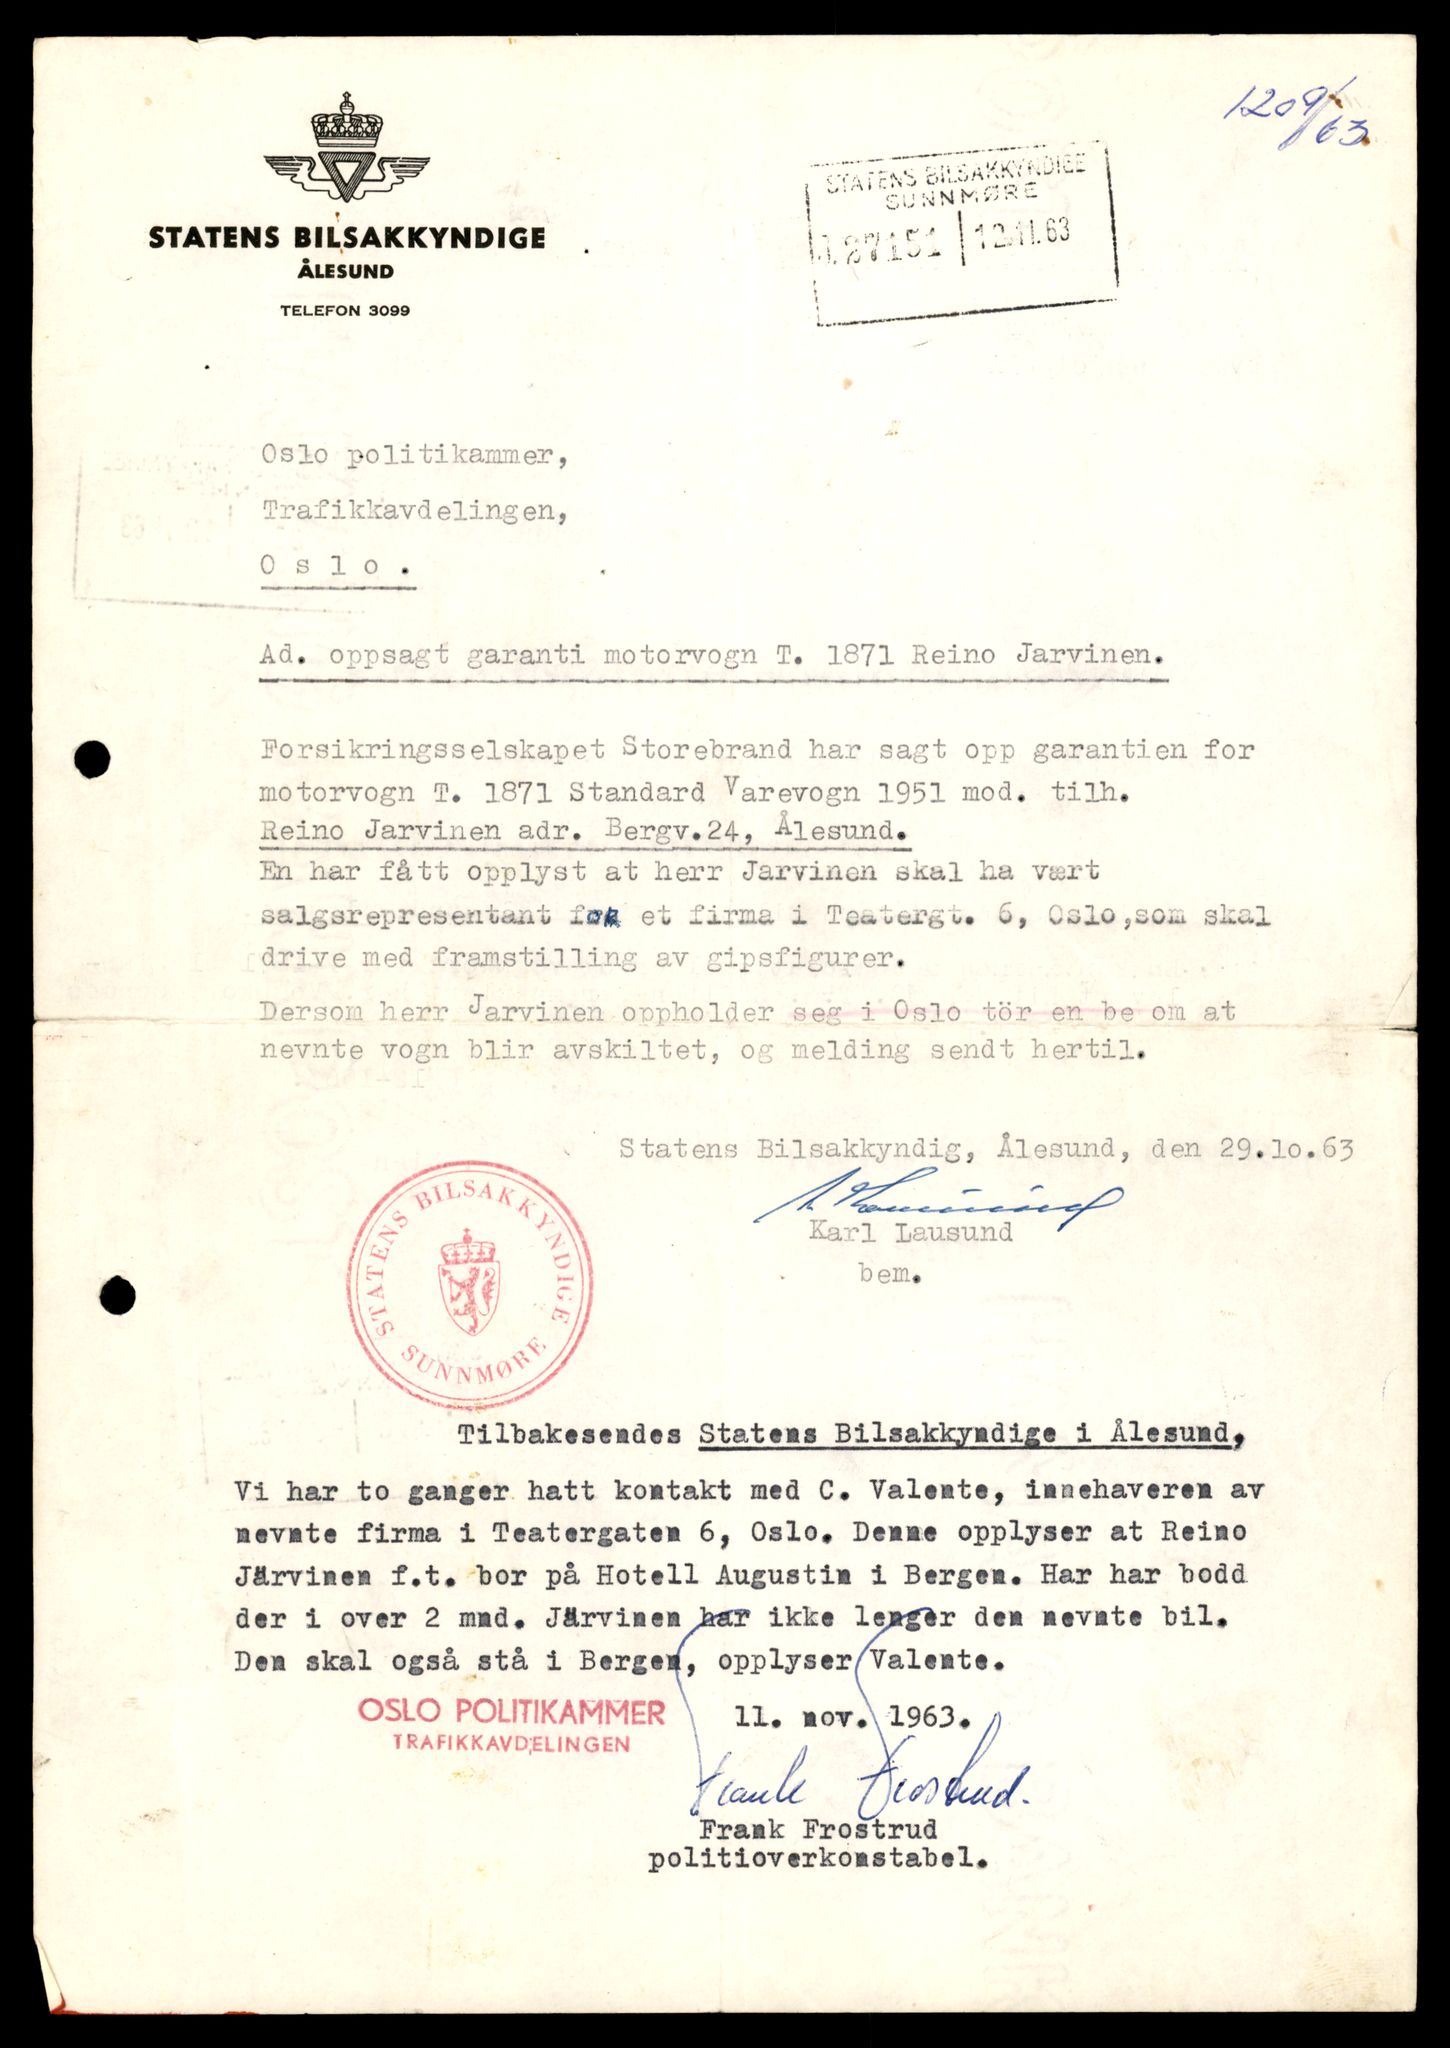 1209/63
STATENS BILSAKKYNDIGE
ÅLESUND
TELEFON 3099
STATENS BILSAKKYNDIGE
SUNNMØRE
J. 27151 12.11.63
Oslo politikammer,
Trafikkavdelingen,
O s l o .
Ad. oppsagt garanti motorvogn T. 1871 Reino Jarvinen.
Forsikringsselskapet Storebrand har sagt opp garantien for
motorvogn T. 1871 Standard Varevogn 1951 mod. tilh.
Reino Jarvinen adr. Bergv.24, Ålesund.
En har fått opplyst at herr Jarvinen skal ha vært
salgsrepresentant for et firma i Teatergt. 6, Oslo,som skal
drive med framstilling av gipsfigurer.
Dersom herr Jarvinen oppholder seg i Oslo tör en be om at
nevnte vogn blir avskiltet, og melding sendt hertil.
Statens Bilsakkyndig, Ålesund, den 29.10.63
Karl Lausund
bem.
STATENS BILSAKKYNDIGE
SUNNMØRE
Tilbakesendes Statens Bilsakkyndige i Ålesund,
Vi har to ganger hatt kontakt med C. Valente, innehaveren av
nevnte firma i Teatergaten 6, Oslo. Denne opplyser at Reino
Järvinen f.t. bor på Hotell Augustin i Bergen. Har har bodd
der i over 2 mnd. Järvinen har ikke lenger den nevnte bil.
Den skal også stå i Bergen, opplyser Valente.
OSLO POLITIKAMMER 11. nov. 1963.
TRAFIKKAVDELINGEN
Frank Frostrud.
Frank Frostrud
politioverkonstabel.